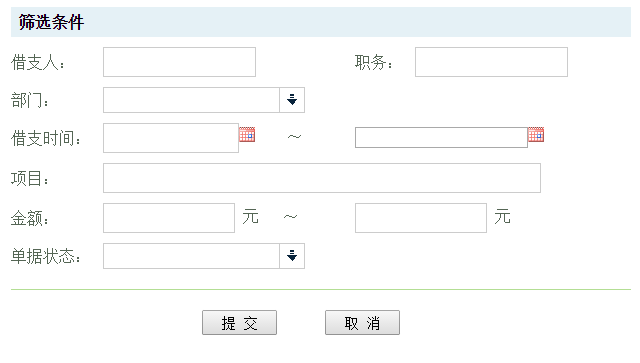 筛选条件
借支人： 职务：
部门：
借支时间： ～
项目：
金额： 元 ～ 元
单据状态：
提 交 取 消